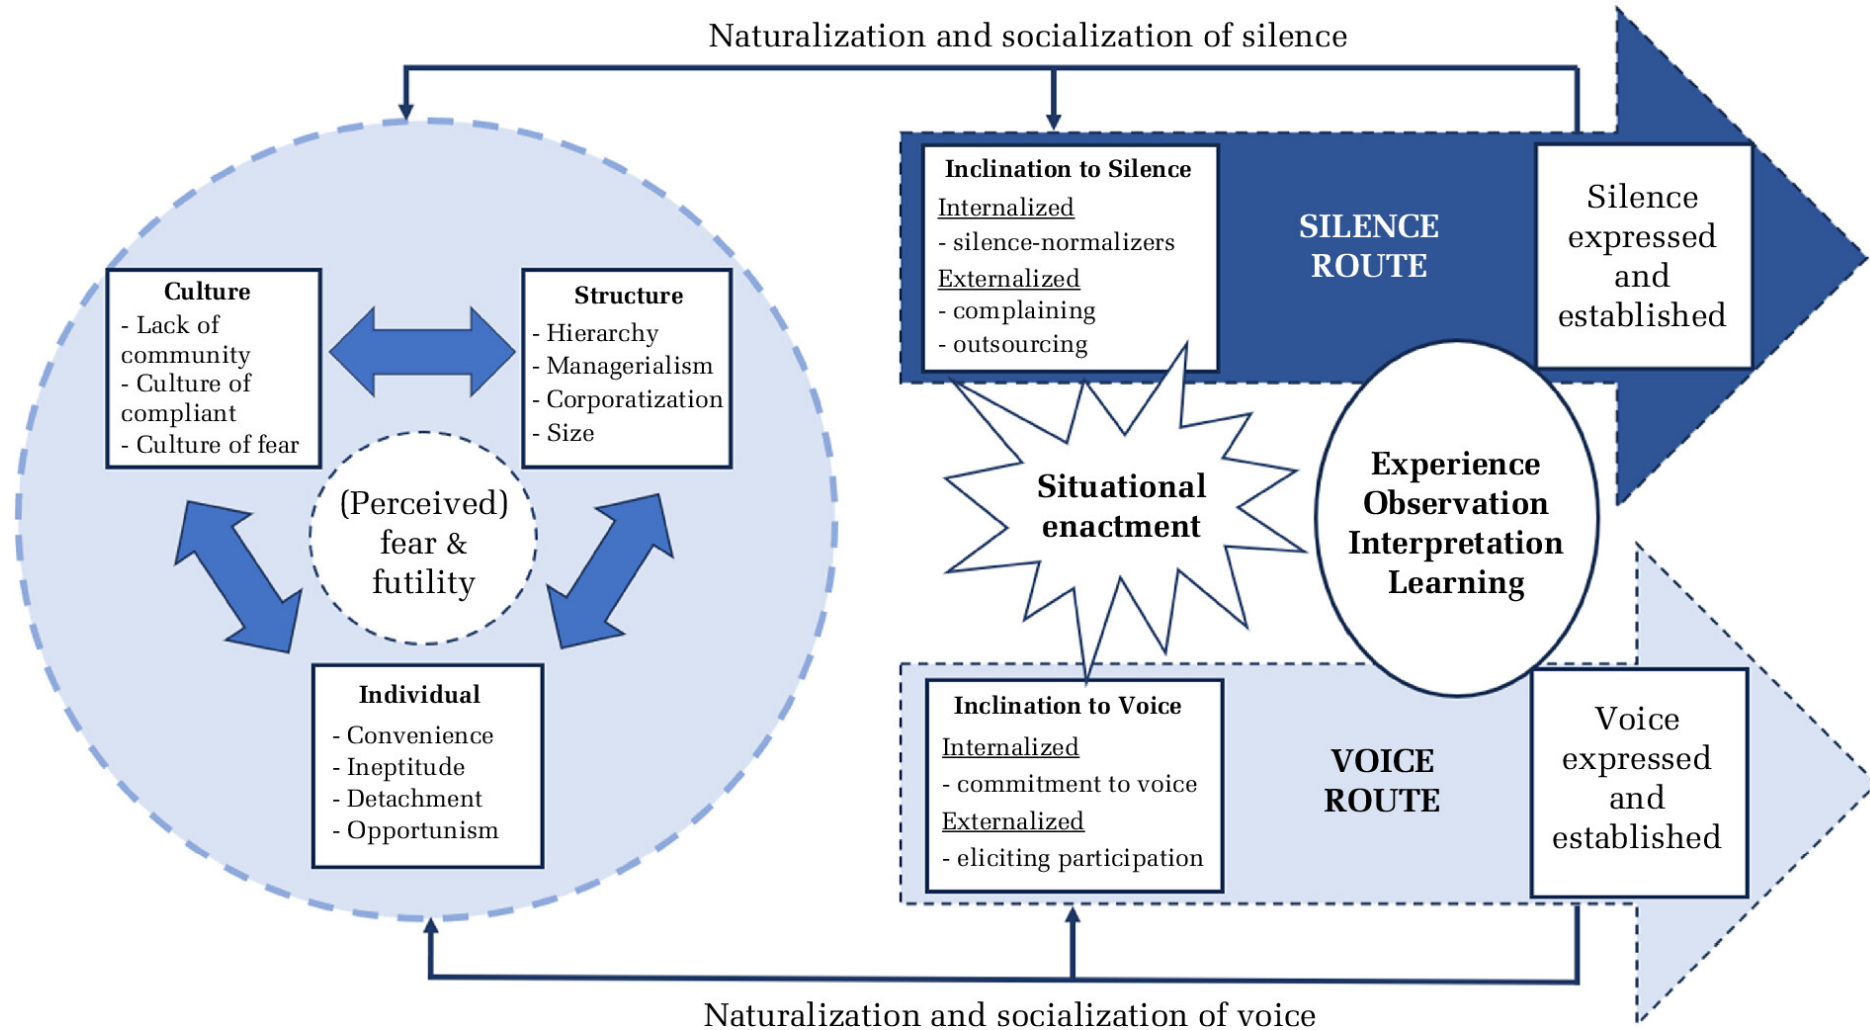 Naturalization and socialization of silence
Culture
- Lack of
community
- Culture of
compliant
- Culture of fear
Structure
- Hierarchy
- Managerialism
- Corporatization
- Size
(Perceived)
fear &
futility
Individual
- Convenience
- Ineptitude
- Detachment
- Opportunism
Inclination to Silence
Internalized
- silence-normalizers
Externalized
- complaining
- outsourcing
SILENCE
ROUTE
Silence
expressed
and
established
Situational
enactment
Experience
Observation
Interpretation
Learning
Inclination to Voice
Internalized
- commitment to voice
Externalized
- eliciting participation
VOICE
ROUTE
Voice
expressed
and
established
Naturalization and socialization of voice